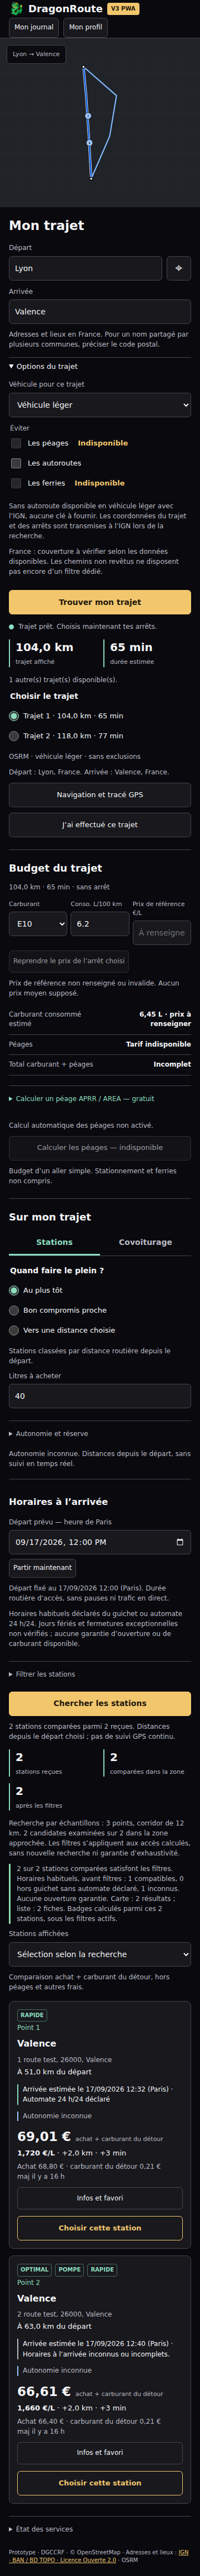 DragonRoute V3 PWA
Mon journal Mon profil
Lyon → Valence
Mon trajet
Départ
Lyon
Arrivée
Valence
Adresses et lieux en France. Pour un nom partagé par
plusieurs communes, préciser le code postal.
▼ Options du trajet
Véhicule pour ce trajet
Véhicule léger
Éviter
Les péages Indisponible
Les autoroutes
Les ferries Indisponible
Sans autoroute disponible en véhicule léger avec
l'IGN, aucune clé à fournir. Les coordonnées du trajet
et des arrêts sont transmises à l'IGN lors de la
recherche.
France : couverture à vérifier selon les données
disponibles. Les chemins non revêtus ne disposent
pas encore d'un filtre dédié.
Trouver mon trajet
Trajet prêt. Choisis maintenant tes arrêts.
104,0 km 65 min
trajet affiché durée estimée
1 autre(s) trajet(s) disponible(s).
Choisir le trajet
Trajet 1 · 104,0 km · 65 min
Trajet 2 · 118,0 km · 77 min
OSRM · véhicule léger · sans exclusions
Départ : Lyon, France. Arrivée : Valence, France.
Navigation et tracé GPS
J'ai effectué ce trajet
Budget du trajet
104,0 km · 65 min · sans arrêt
Carburant Conso. L/100 km Prix de référence
€/L
E10 6.2 À renseigne
Reprendre le prix de l'arrêt choisi
Prix de référence non renseigné ou invalide. Aucun
prix moyen supposé.
Carburant consommé 6,45 L · prix à
estimé renseigner
Péages Tarif indisponible
Total carburant + péages Incomplet
▶ Calculer un péage APRR / AREA — gratuit
Calcul automatique des péages non activé.
Calculer les péages — indisponible
Budget d'un aller simple. Stationnement et ferries
non compris.
Sur mon trajet
Stations Covoiturage
Quand faire le plein ?
Au plus tôt
Bon compromis proche
Vers une distance choisie
Stations classées par distance routière depuis le
départ.
Litres à acheter
40
▶ Autonomie et réserve
Autonomie inconnue. Distances depuis le départ, sans
suivi en temps réel.
Horaires à l'arrivée
Départ prévu — heure de Paris
09/17/2026, 12:00 PM
Partir maintenant
Départ fixé au 17/09/2026 12:00 (Paris). Durée
routière d'accès, sans pauses ni trafic en direct.
Horaires habituels déclarés du guichet ou automate
24 h/24. Jours fériés et fermetures exceptionnelles
non vérifiés ; aucune garantie d'ouverture ou de
carburant disponible.
▶ Filtrer les stations
Chercher les stations
2 stations comparées parmi 2 reçues. Distances
depuis le départ choisi ; pas de suivi GPS continu.
2 2
stations reçues comparées dans la zone
2
après les filtres
Recherche par échantillons : 3 points, corridor de 12
km. 2 candidates examinées sur 2 dans la zone
approchée. Les filtres s'appliquent aux accès calculés,
sans nouvelle recherche ni garantie d'exhaustivité.
2 sur 2 stations comparées satisfont les filtres.
Horaires habituels, avant filtres : 1 compatibles, 0
hors guichet sans automate déclaré, 1 inconnus.
Aucune ouverture garantie. Carte : 2 résultats ;
liste : 2 fiches. Badges calculés parmi ces 2
stations, sous les filtres actifs.
Stations affichées
Sélection selon la recherche
Comparaison achat + carburant du détour, hors
péages et autres frais.
RAPIDE
Point 1
Valence
1 route test, 26000, Valence
À 51,0 km du départ
Arrivée estimée le 17/09/2026 12:32 (Paris) ·
Automate 24 h/24 déclaré
Autonomie inconnue
69,01 € achat + carburant du détour
1,720 €/L · +2,0 km · +3 min
Achat 68,80 € · carburant du détour 0,21 €
maj il y a 16 h
Infos et favori
Choisir cette station
OPTIMAL POMPE RAPIDE
Point 2
Valence
2 route test, 26000, Valence
À 63,0 km du départ
Arrivée estimée le 17/09/2026 12:40 (Paris) ·
Horaires à l'arrivée inconnus ou incomplets.
Autonomie inconnue
66,61 € achat + carburant du détour
1,660 €/L · +2,0 km · +3 min
Achat 66,40 € · carburant du détour 0,21 €
maj il y a 16 h
Infos et favori
Choisir cette station
▶ État des services
Prototype · DGCCRF · © OpenStreetMap · Adresses et lieux : IGN
· BAN / BD TOPO · Licence Ouverte 2.0 · OSRM